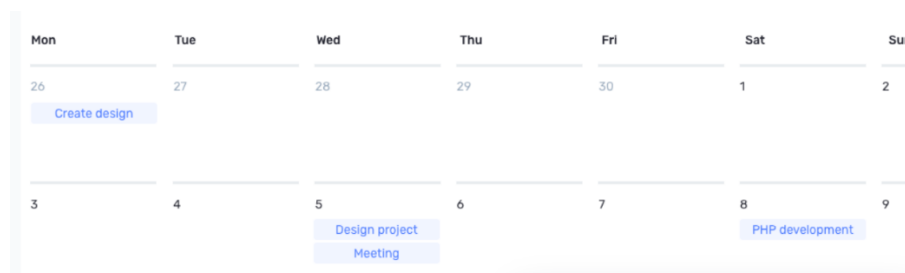 Mon Tue Wed Thu Fri Sat Su
26 27 28 29 30 1 2
Create design
3 4 5 6 7 8 9
Design project PHP development
Meeting